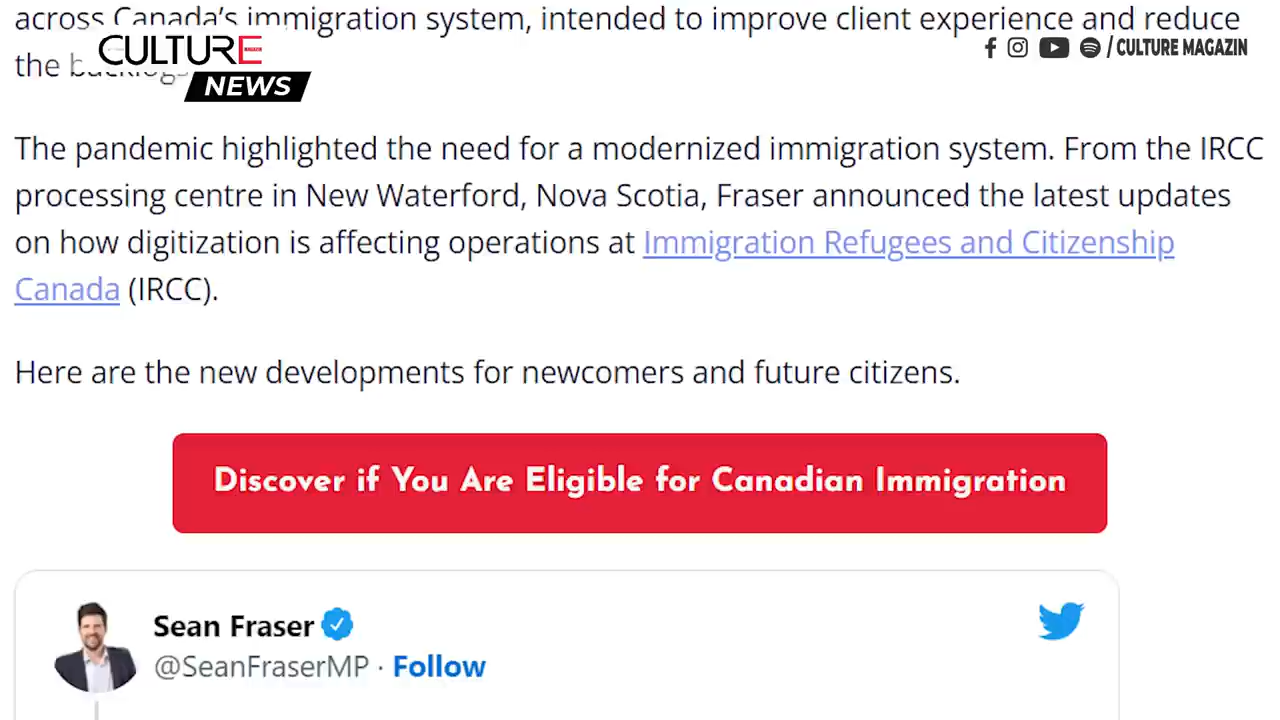 across Canada's immigration system, intended to improve client experience and reduce
the backlogs
CULTURE
NEWS
/ CULTURE MAGAZIN
The pandemic highlighted the need for a modernized immigration system. From the IRCC
processing centre in New Waterford, Nova Scotia, Fraser announced the latest updates
on how digitization is affecting operations at Immigration Refugees and Citizenship
Canada (IRCC).
Here are the new developments for newcomers and future citizens.
Discover if You Are Eligible for Canadian Immigration
Sean Fraser
@SeanFraserMP · Follow